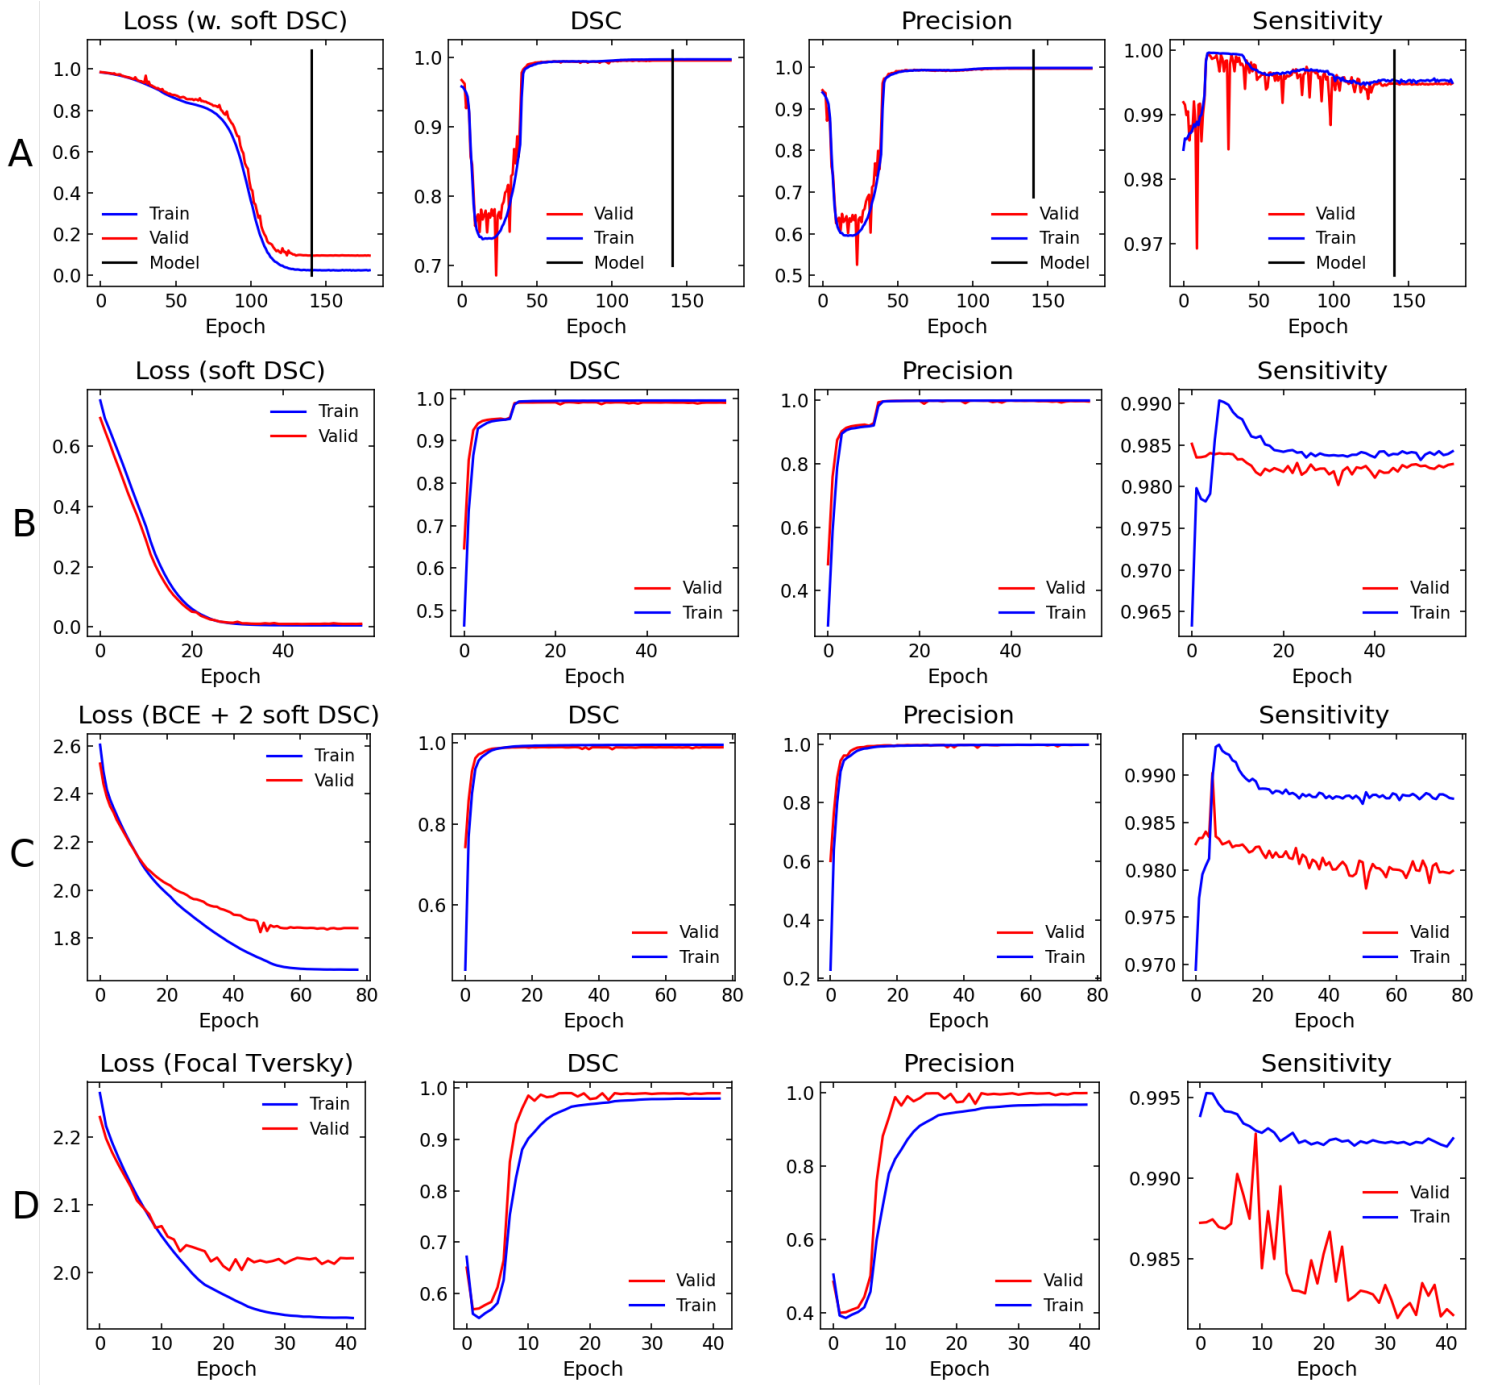 Loss (w. soft DSC) DSC Precision Sensitivity
A
1.0 0.8 0.6 0.4 0.2 0.0
Train
Valid
Model
0 50 100 150
Epoch
1.0 0.9 0.8 0.7
Valid
Train
Model
0 50 100 150
Epoch
1.0 0.9 0.8 0.7 0.6 0.5
Valid
Train
Model
0 50 100 150
Epoch
1.00 0.99 0.98 0.97
Valid
Train
Model
0 50 100 150
Epoch
Loss (soft DSC) DSC Precision Sensitivity
B
0.6 0.4 0.2 0.0
Train
Valid
0 20 40
Epoch
1.0 0.9 0.8 0.7 0.6 0.5
Valid
Train
0 20 40
Epoch
1.0 0.8 0.6 0.4
Valid
Train
0 20 40
Epoch
0.990 0.985 0.980 0.975 0.970 0.965
Valid
Train
0 20 40
Epoch
Loss (BCE + 2 soft DSC) DSC Precision Sensitivity
C
2.6 2.4 2.2 2.0 1.8
Train
Valid
0 20 40 60 80
Epoch
1.0 0.8 0.6
Valid
Train
0 20 40 60 80
Epoch
1.0 0.8 0.6 0.4 0.2
Valid
Train
0 20 40 60 80
Epoch
0.990 0.985 0.980 0.975 0.970
Valid
Train
0 20 40 60 80
Epoch
Loss (Focal Tversky) DSC Precision Sensitivity
D
2.2 2.1 2.0
Train
Valid
0 10 20 30 40
Epoch
1.0 0.9 0.8 0.7 0.6
Valid
Train
0 10 20 30 40
Epoch
1.0 0.8 0.6 0.4
Valid
Train
0 10 20 30 40
Epoch
0.995 0.990 0.985
Valid
Train
0 10 20 30 40
Epoch